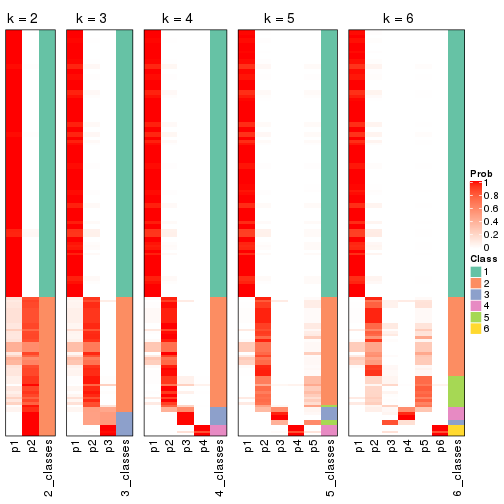 k = 2
k = 3
k = 4
k = 5
k = 6
p1
p2
2_classes
p1
p2
p3
3_classes
p1
p2
p3
p4
4_classes
p1
p2
p3
p4
p5
5_classes
p1
p2
p3
p4
p5
p6
6_classes
Prob
1
0.8
0.6
0.4
0.2
0
Class
1
2
3
4
5
6